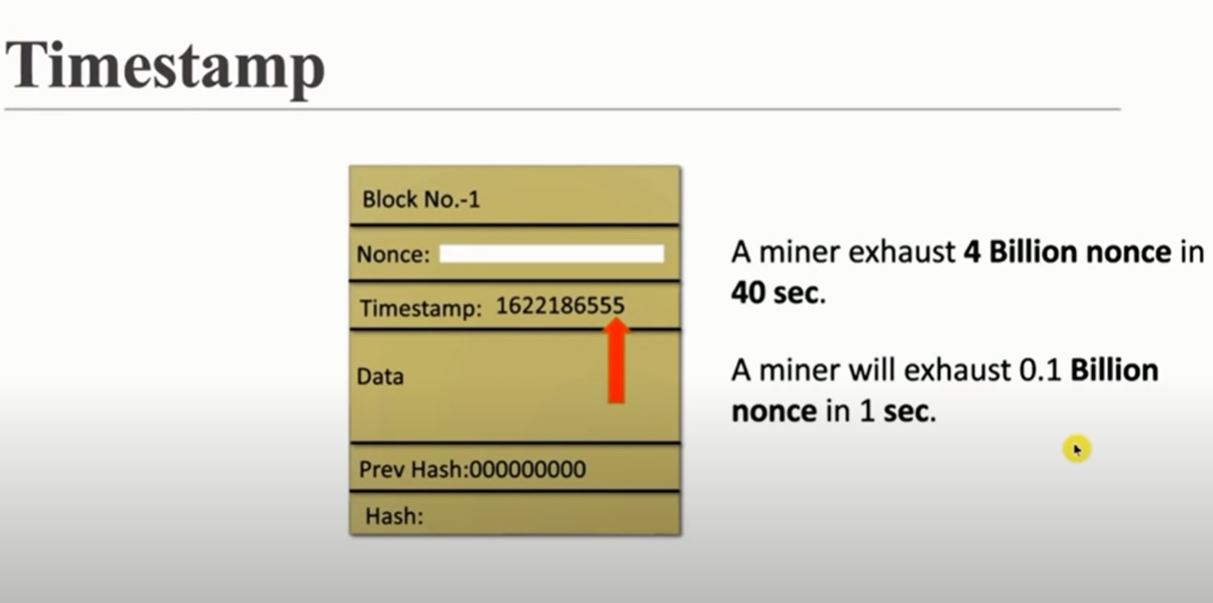 Timestamp
Block No.-1
Nonce:
Timestamp: 1622186555
Data
Prev Hash:000000000
Hash:
A miner exhaust 4 Billion nonce in
40 sec.
A miner will exhaust 0.1 Billion
nonce in 1 sec.